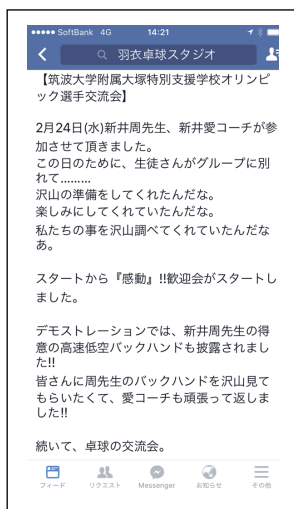 SoftBank 4G 14:21
羽衣卓球スタジオ
【筑波大学附属大塚特別支援学校オリンピ
ック選手交流会】
2月24日(水)新井周先生、新井愛コーチが参
加させて頂きました。
この日のために、生徒さんがグループに別
れて………
沢山の準備をしてくれたんだな。
楽しみにしてくれていたんだな。
私たちの事を沢山調べてくれていたんだな
あ。
スタートから『感動』!!歓迎会がスタートし
ました。
デモストレーションでは、新井周先生の得
意の高速低空バックハンドも披露されまし
た!!
皆さんに周先生のバックハンドを沢山見て
もらいたくて、愛コーチも頑張って返しま
した!!
続いて、卓球の交流会。
フィード リクエスト Messenger お知らせ その他